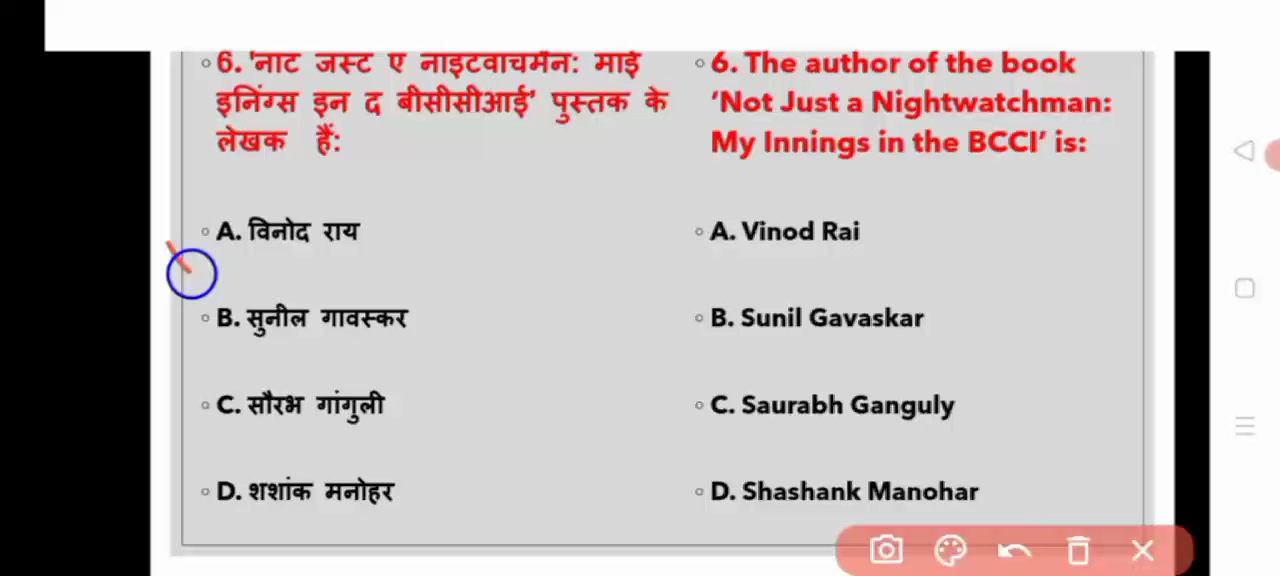 6. 'नाट जस्ट ए नाइटवाचमैन: माई
इनिंग्स इन द बीसीसीआई' पुस्तक के
लेखक हैं:
A. विनोद राय
B. सुनील गावस्कर
C. सौरभ गांगुली
D. शशांक मनोहर
6. The author of the book
'Not Just a Nightwatchman:
My Innings in the BCCI' is:
A. Vinod Rai
B. Sunil Gavaskar
C. Saurabh Ganguly
D. Shashank Manohar